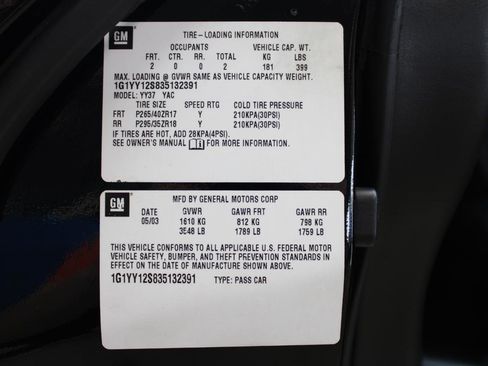 GM
TIRE-LOADING INFORMATION
OCCUPANTS VEHICLE CAP. WT.
FRT. CTR. RR. TOTAL KG LBS
2 0 0 2 181 399
MAX. LOADING @ GVWR SAME AS VEHICLE CAPACITY WEIGHT.
1G1YY12S835132391
MODEL: YY37 YAC
TIRE SIZE SPEED RTG COLD TIRE PRESSURE
FRT P265/40ZR17 Y 210KPA(30PSI)
RR P295/35ZR18 Y 210KPA(30PSI)
IF TIRES ARE HOT, ADD 28KPA(4PSI).
SEE OWNER'S MANUAL i FOR MORE INFORMATION.
GM
MFD BY GENERAL MOTORS CORP
DATE GVWR GAWR FRT GAWR RR
05/03 1610 KG 812 KG 798 KG
3548 LB 1789 LB 1759 LB
THIS VEHICLE CONFORMS TO ALL APPLICABLE U.S. FEDERAL MOTOR
VEHICLE SAFETY, BUMPER, AND THEFT PREVENTION STANDARDS IN
EFFECT ON THE DATE OF MANUFACTURE SHOWN ABOVE.
1G1YY12S835132391 TYPE: PASS CAR